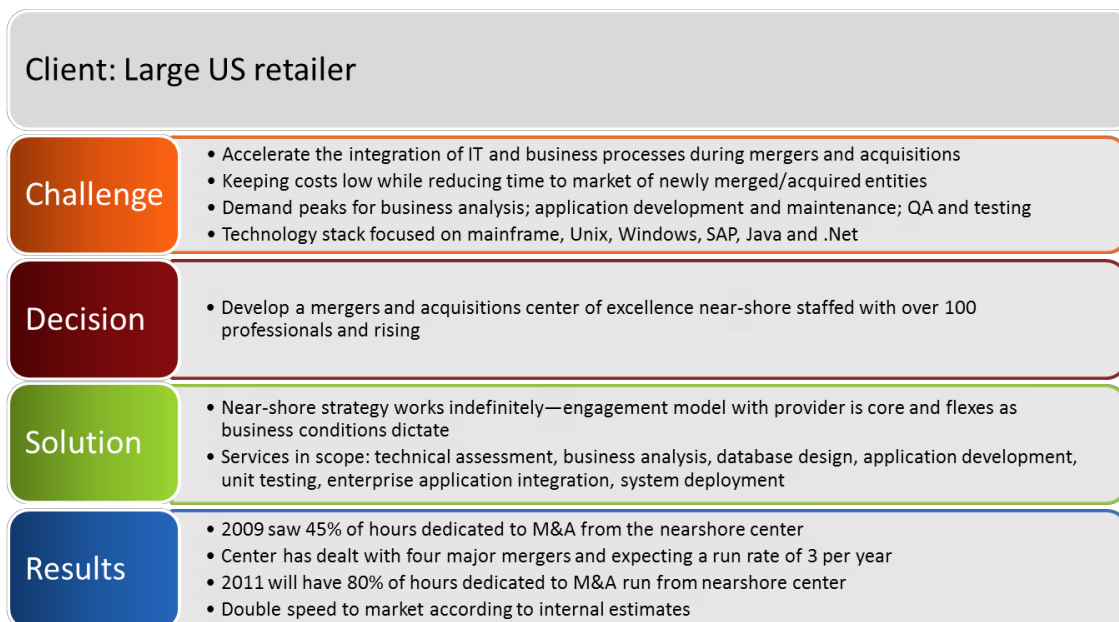 Client: Large US retailer
Challenge
• Accelerate the integration of IT and business processes during mergers and acquisitions
• Keeping costs low while reducing time to market of newly merged/acquired entities
• Demand peaks for business analysis; application development and maintenance; QA and testing
• Technology stack focused on mainframe, Unix, Windows, SAP, Java and .Net
Decision
• Develop a mergers and acquisitions center of excellence near-shore staffed with over 100
professionals and rising
Solution
• Near-shore strategy works indefinitely—engagement model with provider is core and flexes as
business conditions dictate
• Services in scope: technical assessment, business analysis, database design, application development,
unit testing, enterprise application integration, system deployment
Results
• 2009 saw 45% of hours dedicated to M&A from the nearshore center
• Center has dealt with four major mergers and expecting a run rate of 3 per year
• 2011 will have 80% of hours dedicated to M&A run from nearshore center
• Double speed to market according to internal estimates